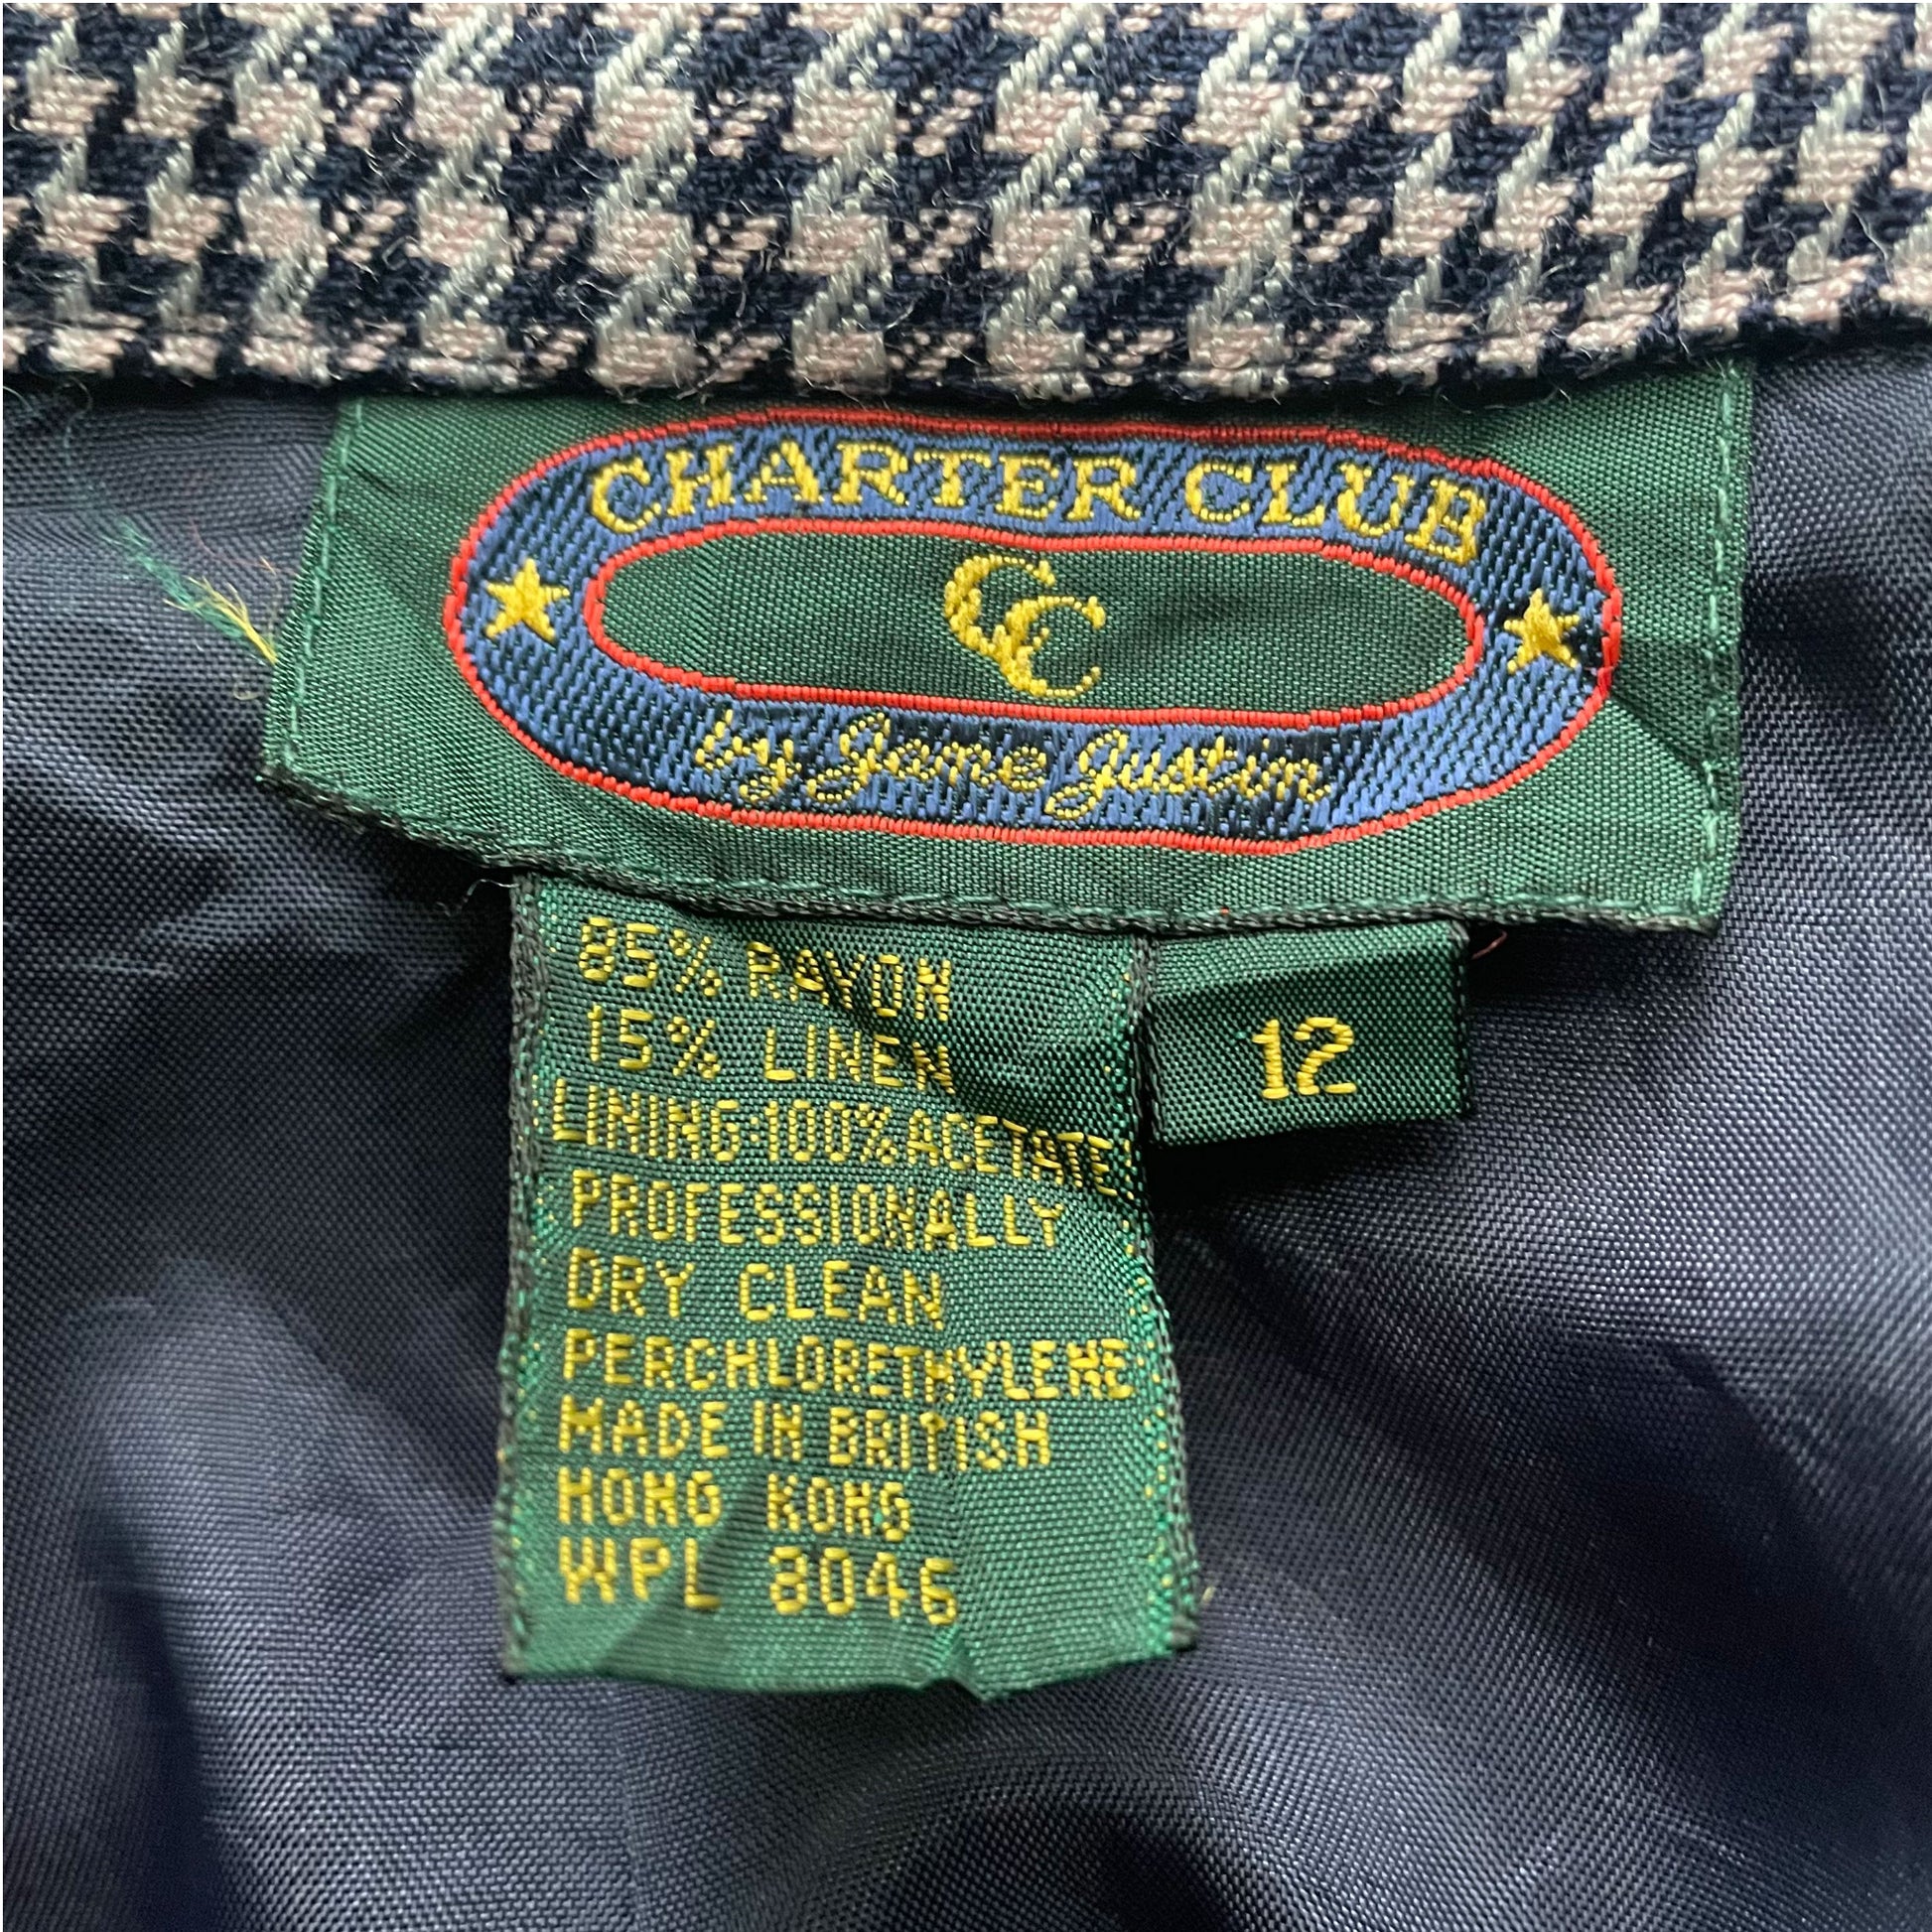 CHARTER CLUB
CC
by Jane Justin
85% RAYON
15% LINEN
LINING:100% ACETATE
PROFESSIONALLY
DRY CLEAN
PERCHLORETHYLENE
MADE IN BRITISH
HONG KONG
WPL 8046
12